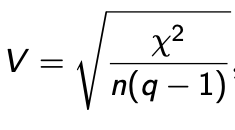 V = √(χ² / n(q − 1)),